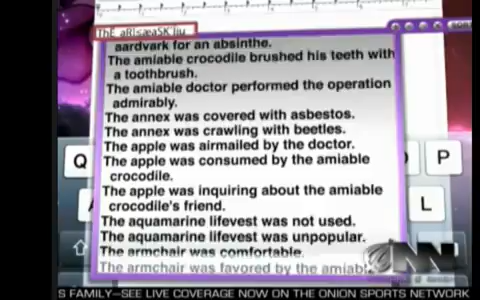 aardvark for an absinthe.
The amiable crocodile brushed his teeth with
a toothbrush.
The amiable doctor performed the operation
admirably.
The annex was covered with asbestos.
The annex was crawling with beetles.
The apple was airmailed by the doctor.
The apple was consumed by the amiable
crocodile.
The apple was inquiring about the amiable
crocodile's friend.
The aquamarine lifevest was not used.
The aquamarine lifevest was unpopular.
The armchair was comfortable.
The armchair was favored by the amiab
Q
P
A
L
NN
S FAMILY—SEE LIVE COVERAGE NOW ON THE ONION SPORTS NETWORK